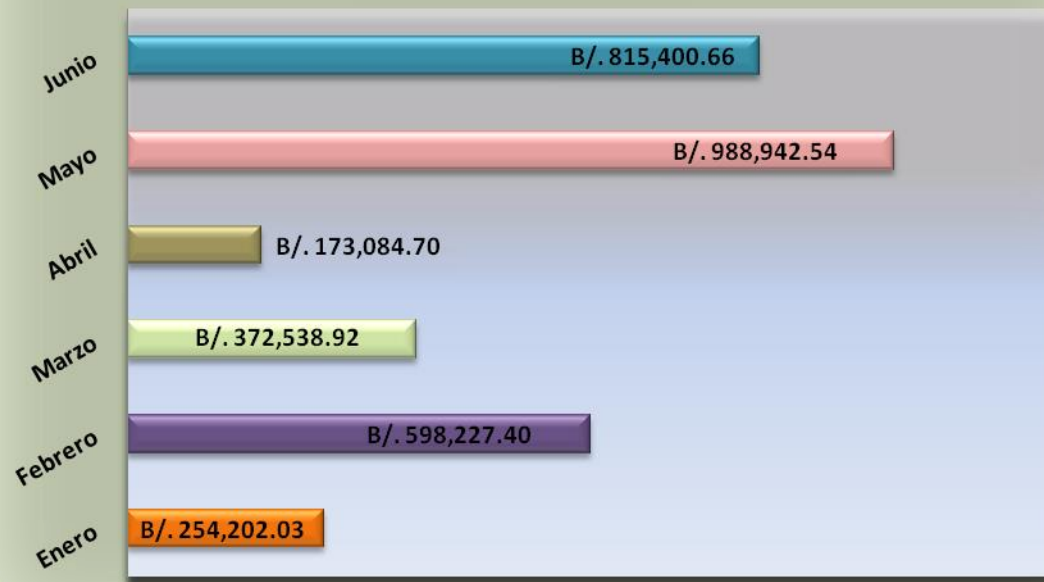 Junio B/. 815,400.66
Mayo B/. 988,942.54
Abril B/. 173,084.70
Marzo B/. 372,538.92
Febrero B/. 598,227.40
Enero B/. 254,202.03